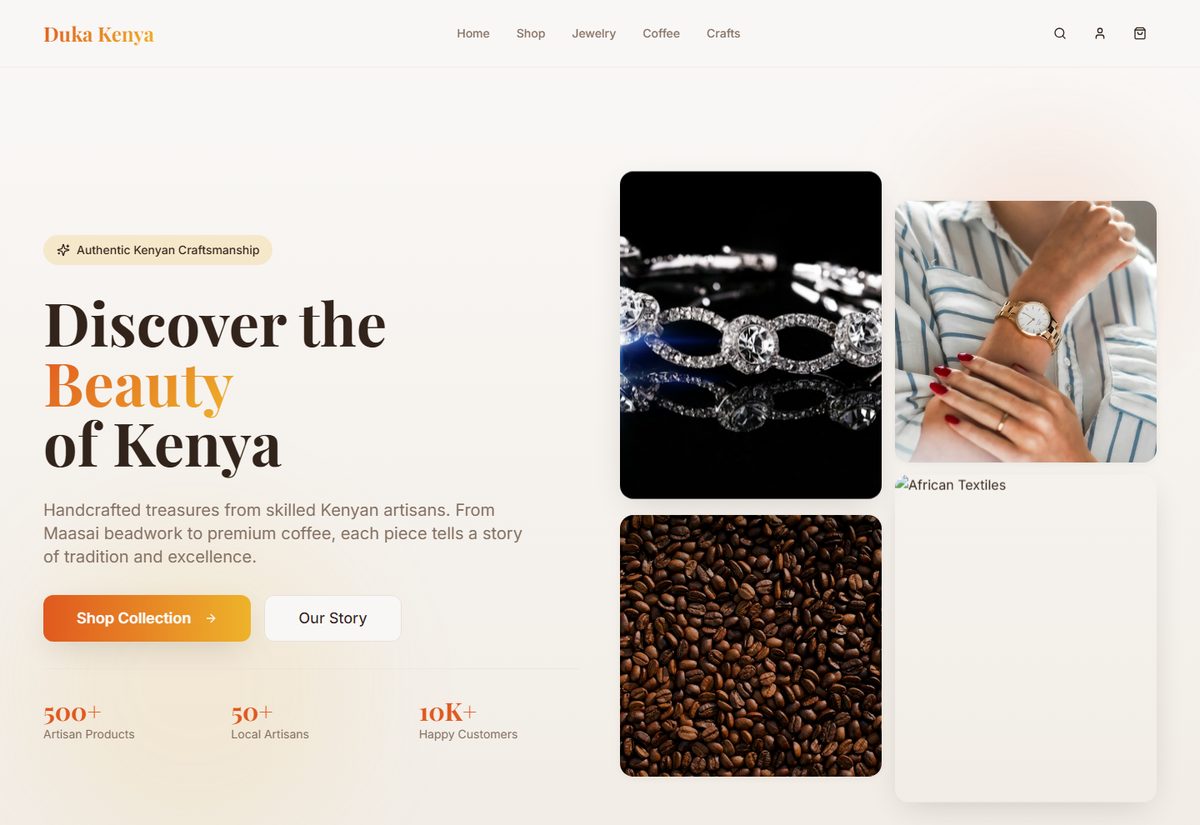 Duka Kenya
Home
Shop
Jewelry
Coffee
Crafts
Authentic Kenyan Craftsmanship
Discover the
Beauty
of Kenya
Handcrafted treasures from skilled Kenyan artisans. From
Maasai beadwork to premium coffee, each piece tells a story
of tradition and excellence.
Shop Collection
Our Story
500+
Artisan Products
50+
Local Artisans
10K+
Happy Customers
African Textiles